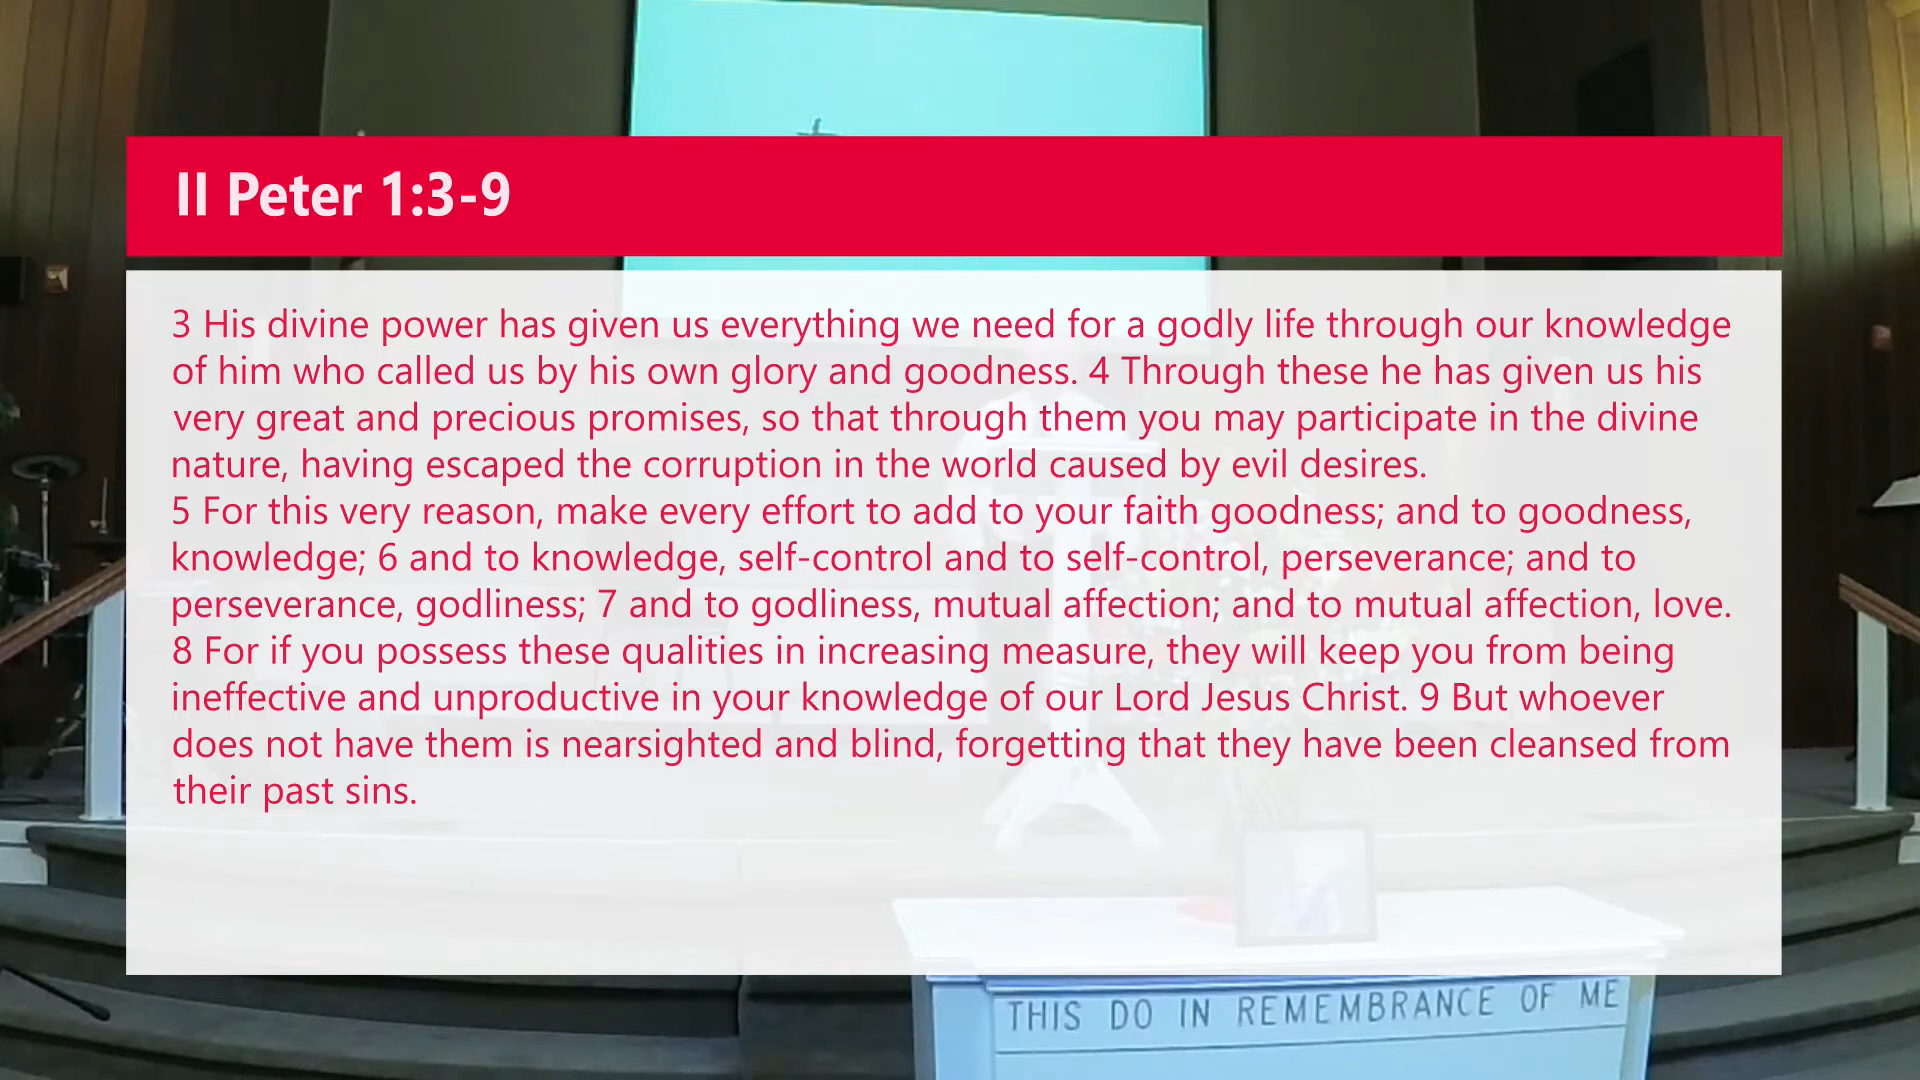 II Peter 1:3-9
3 His divine power has given us everything we need for a godly life through our knowledge
of him who called us by his own glory and goodness. 4 Through these he has given us his
very great and precious promises, so that through them you may participate in the divine
nature, having escaped the corruption in the world caused by evil desires.
5 For this very reason, make every effort to add to your faith goodness; and to goodness,
knowledge; 6 and to knowledge, self-control and to self-control, perseverance; and to
perseverance, godliness; 7 and to godliness, mutual affection; and to mutual affection, love.
8 For if you possess these qualities in increasing measure, they will keep you from being
ineffective and unproductive in your knowledge of our Lord Jesus Christ. 9 But whoever
does not have them is nearsighted and blind, forgetting that they have been cleansed from
their past sins.
THIS DO IN REMEMBRANCE OF ME